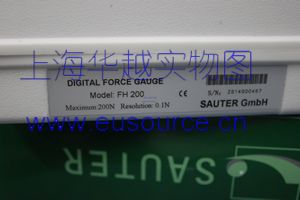 上海华越实物图
DIGITAL FORCE GAUGE
Model: FH 200
S/N:
Maximum 200N Resolution: 0.1N
SAUTER GmbH
www.eusource.cn
SAUTER